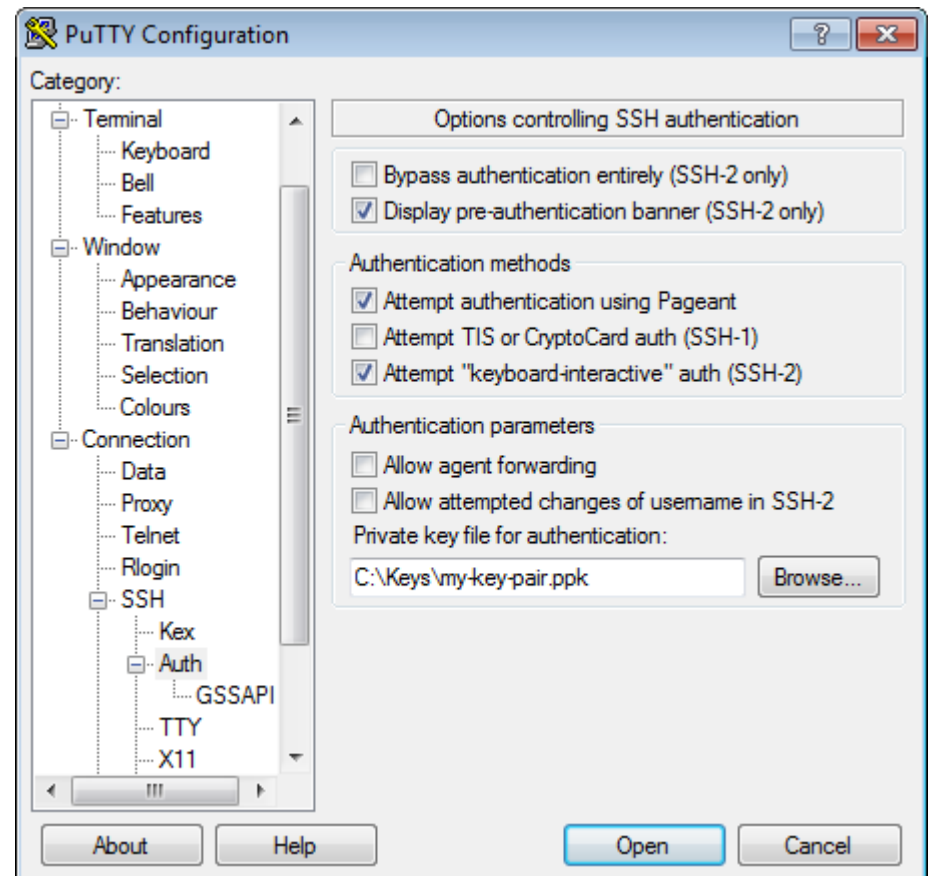 PuTTY Configuration
Category:
Terminal
Keyboard
Bell
Features
Window
Appearance
Behaviour
Translation
Selection
Colours
Connection
Data
Proxy
Telnet
Rlogin
SSH
Kex
Auth
GSSAPI
TTY
X11
Options controlling SSH authentication
Bypass authentication entirely (SSH-2 only)
Display pre-authentication banner (SSH-2 only)
Authentication methods
Attempt authentication using Pageant
Attempt TIS or CryptoCard auth (SSH-1)
Attempt "keyboard-interactive" auth (SSH-2)
Authentication parameters
Allow agent forwarding
Allow attempted changes of username in SSH-2
Private key file for authentication:
C:\Keys\my-key-pair.ppk
Browse...
About
Help
Open
Cancel